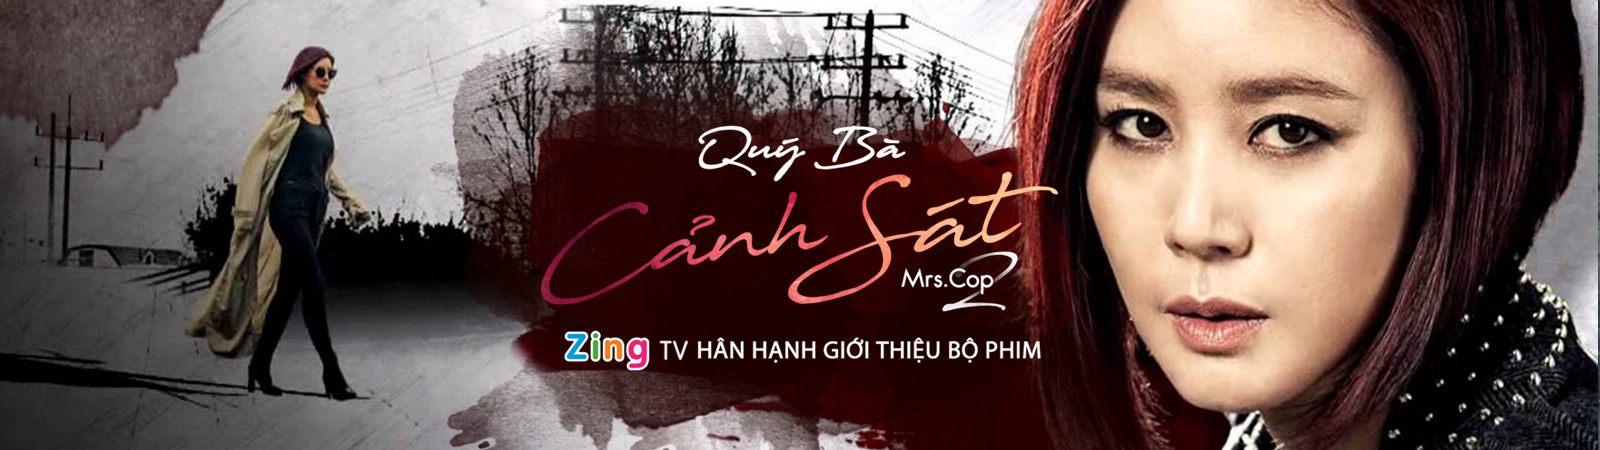 Quý Bà
Cảnh Sát
Mrs.Cop 2
Zing TV HÂN HẠNH GIỚI THIỆU BỘ PHIM